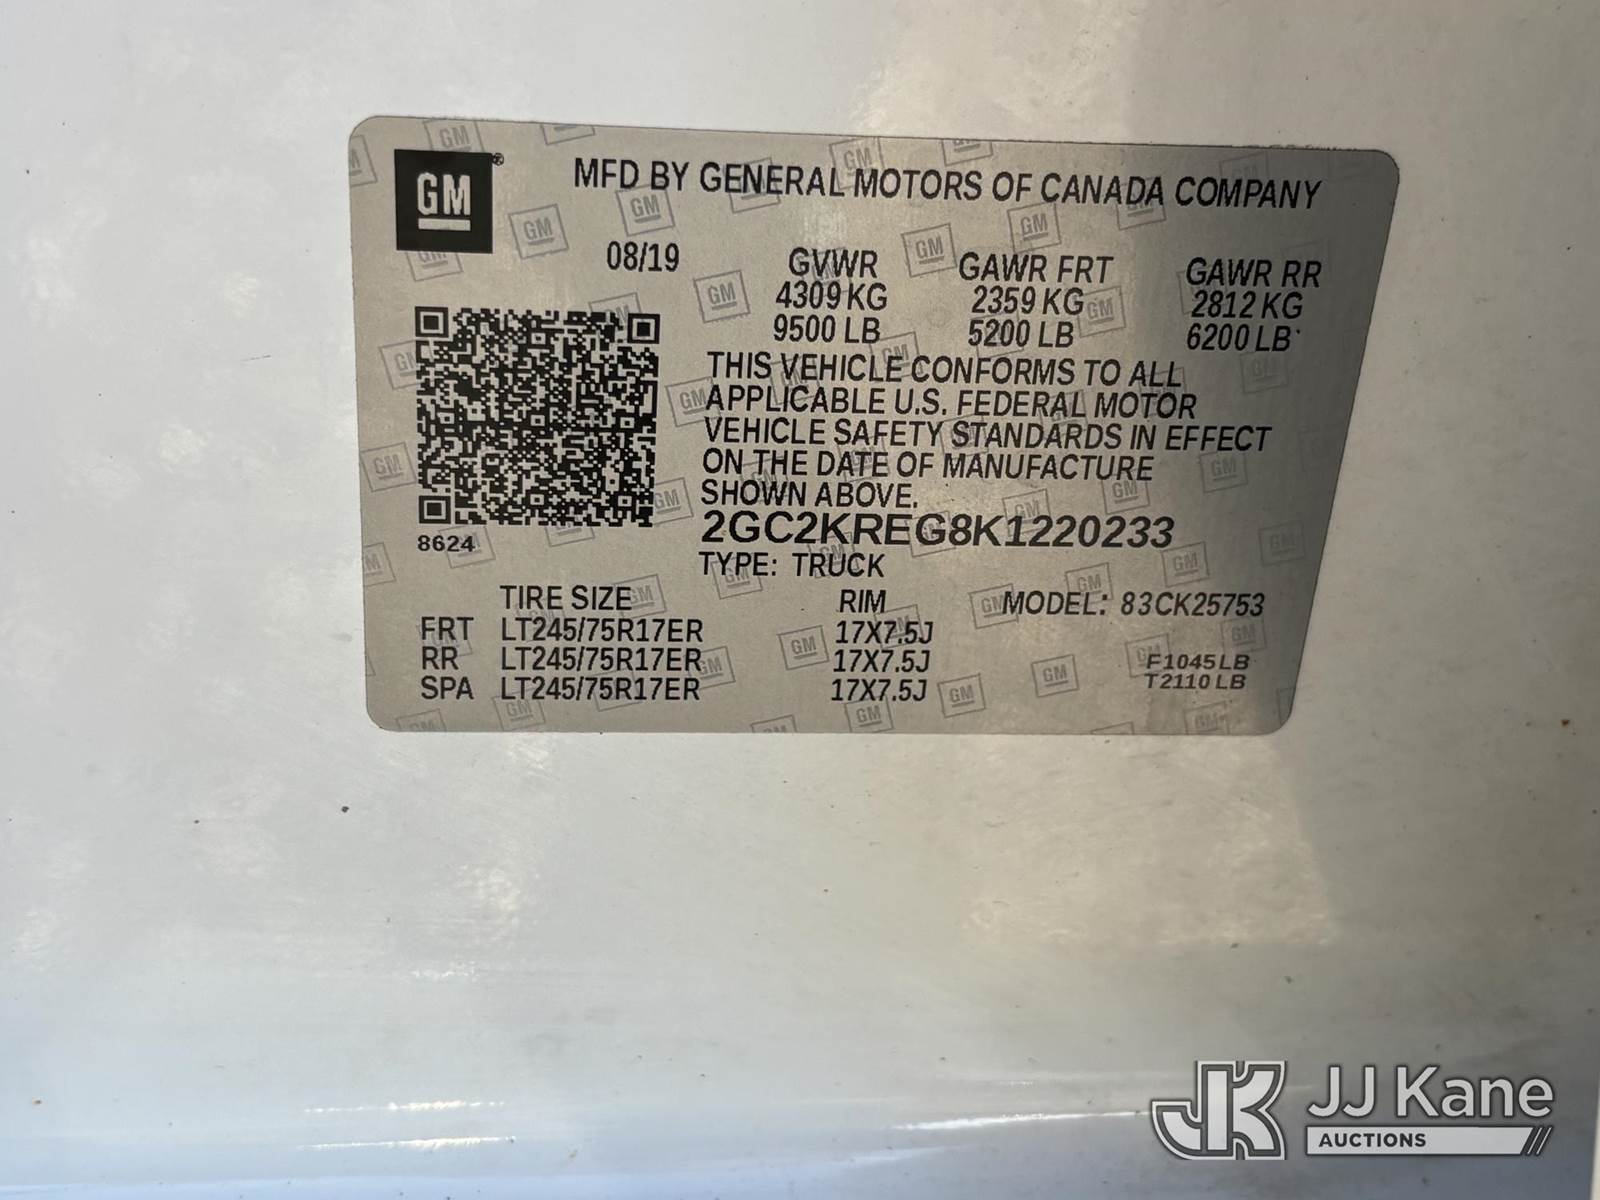 GM®
MFD BY GENERAL MOTORS OF CANADA COMPANY
08/19 GVWR GAWR FRT GAWR RR
4309 KG 2359 KG 2812 KG
9500 LB 5200 LB 6200 LB
THIS VEHICLE CONFORMS TO ALL
APPLICABLE U.S. FEDERAL MOTOR
VEHICLE SAFETY STANDARDS IN EFFECT
ON THE DATE OF MANUFACTURE
SHOWN ABOVE.
2GC2KREG8K1220233
8624
TYPE: TRUCK
TIRE SIZE RIM MODEL: 83CK25753
FRT LT245/75R17ER 17X7.5J
RR LT245/75R17ER 17X7.5J F1045LB
SPA LT245/75R17ER 17X7.5J T2110 LB
JK JJ Kane
AUCTIONS